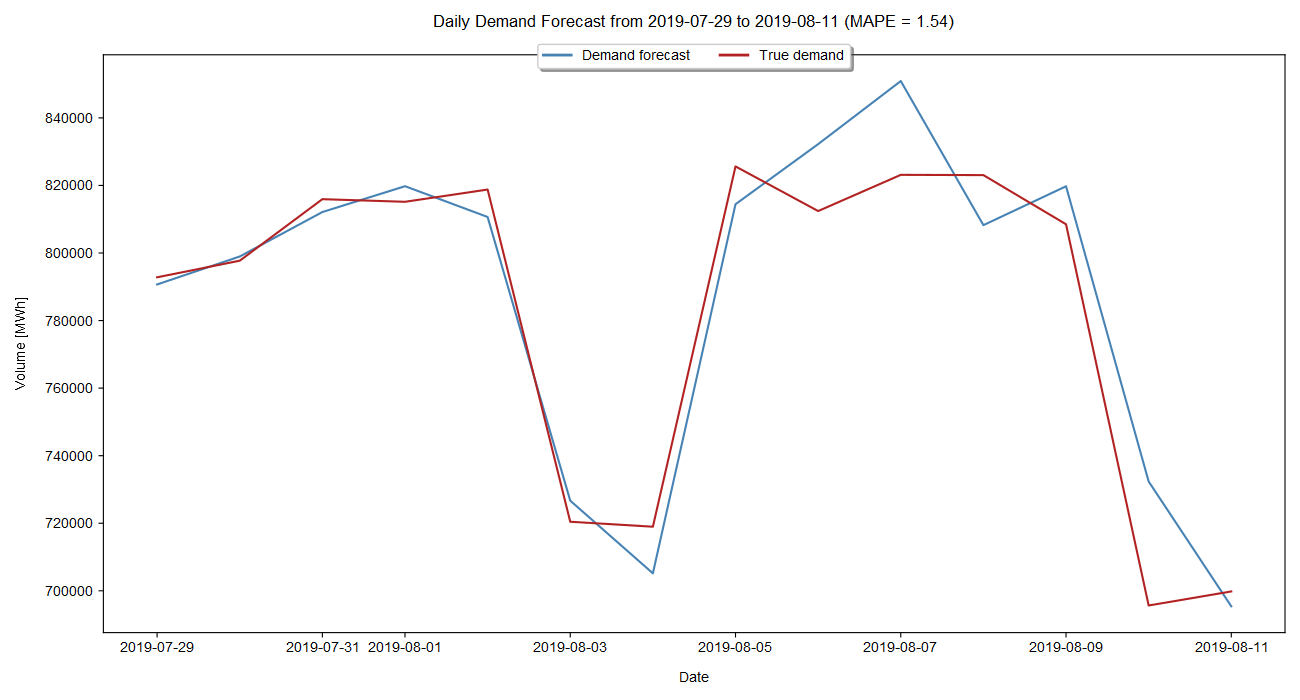 Daily Demand Forecast from 2019-07-29 to 2019-08-11 (MAPE = 1.54)
Demand forecast True demand
840000
820000
800000
780000
760000
740000
720000
700000
Volume [MWh]
2019-07-29 2019-07-31 2019-08-01 2019-08-03 2019-08-05 2019-08-07 2019-08-09 2019-08-11
Date